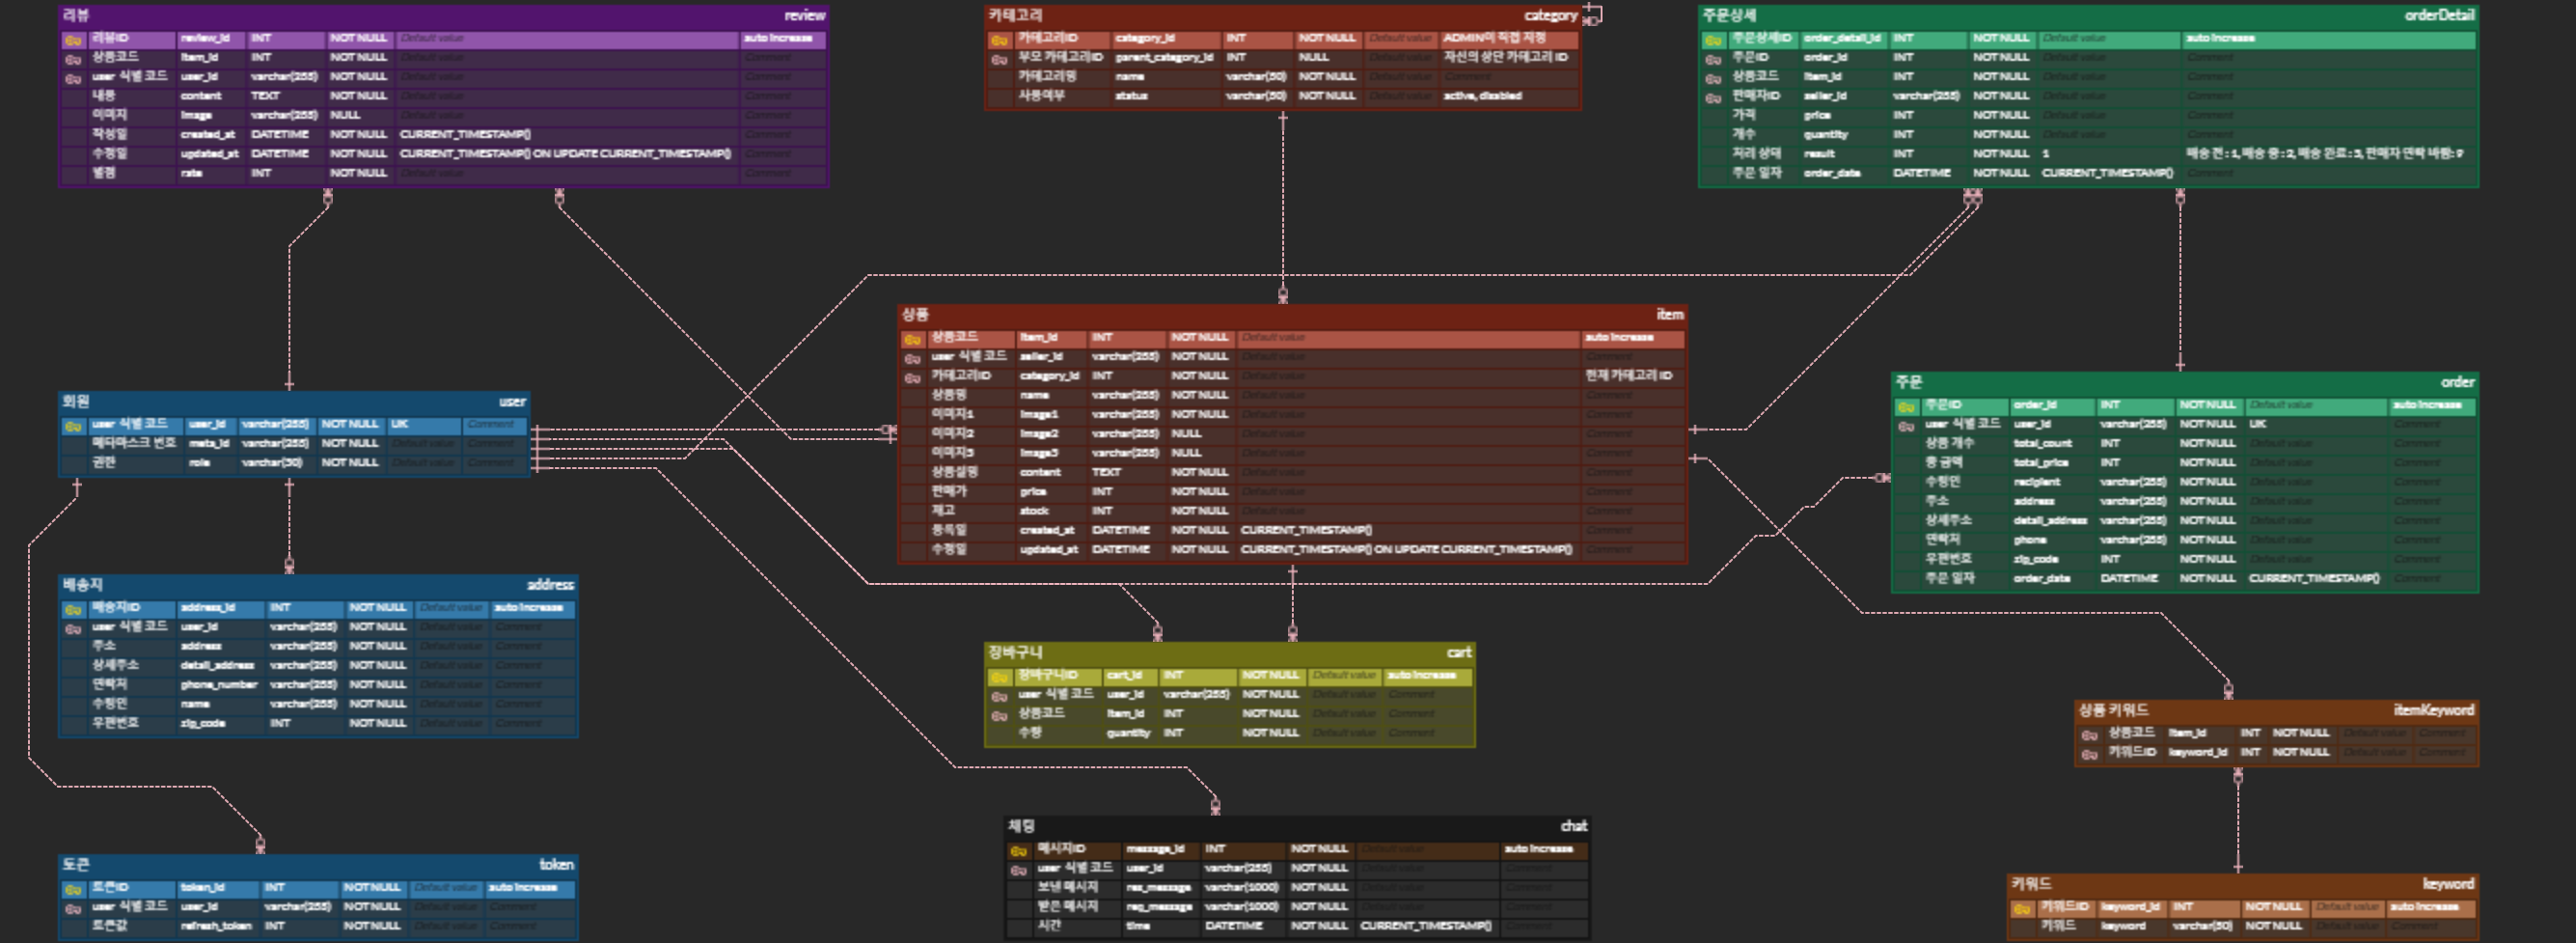 리뷰 review
리뷰ID review_id INT NOT NULL Default value auto increase
상품코드 item_id INT NOT NULL Default value Comment
user 식별 코드 user_id varchar(255) NOT NULL Default value Comment
내용 content TEXT NOT NULL Default value Comment
이미지 image varchar(255) NULL Default value Comment
작성일 created_at DATETIME NOT NULL CURRENT_TIMESTAMP() Comment
수정일 updated_at DATETIME NOT NULL CURRENT_TIMESTAMP() ON UPDATE CURRENT_TIMESTAMP() Comment
별점 rate INT NOT NULL Default value Comment
카테고리 category
카테고리ID category_id INT NOT NULL Default value ADMIN이 직접 지정
부모 카테고리ID parent_category_id INT NULL Default value 자신의 상단 카테고리 ID
카테고리명 name varchar(50) NOT NULL Default value Comment
사용여부 status varchar(50) NOT NULL Default value active, disabled
주문상세 orderDetail
주문상세ID order_detail_id INT NOT NULL Default value auto increase
주문ID order_id INT NOT NULL Default value Comment
상품코드 item_id INT NOT NULL Default value Comment
판매자ID seller_id varchar(255) NOT NULL Default value Comment
가격 price INT NOT NULL Default value Comment
개수 quantity INT NOT NULL Default value Comment
처리 상태 result INT NOT NULL 1 배송 전 : 1, 배송 중 : 2, 배송 완료 : 3, 판매자 연락 바람: 9
주문 일자 order_date DATETIME NOT NULL CURRENT_TIMESTAMP() Comment
상품 item
상품코드 item_id INT NOT NULL Default value auto increase
user 식별 코드 seller_id varchar(255) NOT NULL Default value Comment
카테고리ID category_id INT NOT NULL Default value 현재 카테고리 ID
상품명 name varchar(255) NOT NULL Default value Comment
이미지1 image1 varchar(255) NOT NULL Default value Comment
이미지2 image2 varchar(255) NULL Default value Comment
이미지3 image3 varchar(255) NULL Default value Comment
상품설명 content TEXT NOT NULL Default value Comment
판매가 price INT NOT NULL Default value Comment
재고 stock INT NOT NULL Default value Comment
등록일 created_at DATETIME NOT NULL CURRENT_TIMESTAMP() Comment
수정일 updated_at DATETIME NOT NULL CURRENT_TIMESTAMP() ON UPDATE CURRENT_TIMESTAMP() Comment
회원 user
user 식별 코드 user_id varchar(255) NOT NULL UK Comment
메타마스크 번호 meta_id varchar(255) NOT NULL Default value Comment
권한 role varchar(50) NOT NULL Default value Comment
주문 order
주문ID order_id INT NOT NULL Default value auto increase
user 식별 코드 user_id varchar(255) NOT NULL UK Comment
상품 개수 total_count INT NOT NULL Default value Comment
총 금액 total_price INT NOT NULL Default value Comment
수령인 recipient varchar(255) NOT NULL Default value Comment
주소 address varchar(255) NOT NULL Default value Comment
상세주소 detail_address varchar(255) NOT NULL Default value Comment
연락처 phone varchar(255) NOT NULL Default value Comment
우편번호 zip_code INT NOT NULL Default value Comment
주문 일자 order_date DATETIME NOT NULL CURRENT_TIMESTAMP() Comment
배송지 address
배송지ID address_id INT NOT NULL Default value auto increase
user 식별 코드 user_id varchar(255) NOT NULL Default value Comment
주소 address varchar(255) NOT NULL Default value Comment
상세주소 detail_address varchar(255) NOT NULL Default value Comment
연락처 phone_number varchar(255) NOT NULL Default value Comment
수령인 name varchar(255) NOT NULL Default value Comment
우편번호 zip_code INT NOT NULL Default value Comment
장바구니 cart
장바구니ID cart_id INT NOT NULL Default value auto increase
user 식별 코드 user_id varchar(255) NOT NULL Default value Comment
상품코드 item_id INT NOT NULL Default value Comment
수량 quantity INT NOT NULL Default value Comment
상품 키워드 itemKeyword
상품코드 item_id INT NOT NULL Default value Comment
키워드ID keyword_id INT NOT NULL Default value Comment
토큰 token
토큰ID token_id INT NOT NULL Default value auto increase
user 식별 코드 user_id varchar(255) NOT NULL Default value Comment
토큰값 refresh_token INT NOT NULL Default value Comment
채팅 chat
메시지ID message_id INT NOT NULL Default value auto increase
user 식별 코드 user_id varchar(255) NOT NULL Default value Comment
보낸 메시지 res_message varchar(1000) NOT NULL Default value Comment
받은 메시지 req_message varchar(1000) NOT NULL Default value Comment
시간 time DATETIME NOT NULL CURRENT_TIMESTAMP() Comment
키워드 keyword
키워드ID keyword_id INT NOT NULL Default value auto increase
키워드 keyword varchar(50) NOT NULL Default value Comment